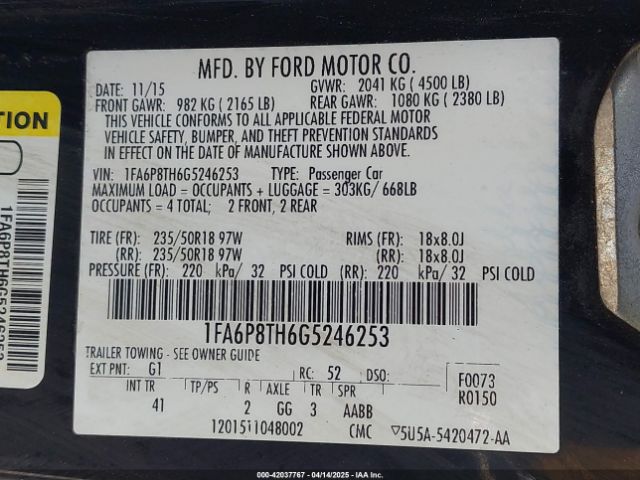 MFD. BY FORD MOTOR CO.
DATE: 11/15 GVWR: 2041 KG ( 4500 LB)
FRONT GAWR: 982 KG ( 2165 LB) REAR GAWR: 1080 KG ( 2380 LB)
THIS VEHICLE CONFORMS TO ALL APPLICABLE FEDERAL MOTOR
VEHICLE SAFETY, BUMPER, AND THEFT PREVENTION STANDARDS
IN EFFECT ON THE DATE OF MANUFACTURE SHOWN ABOVE.
VIN: 1FA6P8TH6G5246253 TYPE: Passenger Car
MAXIMUM LOAD = OCCUPANTS + LUGGAGE = 303KG/ 668LB
OCCUPANTS = 4 TOTAL: 2 FRONT, 2 REAR
TIRE (FR): 235/50R18 97W RIMS (FR): 18x8.0J
(RR): 235/50R18 97W (RR): 18x8.0J
PRESSURE (FR): 220 kPa/ 32 PSI COLD (RR): 220 kPa/ 32 PSI COLD
1FA6P8TH6G5246253
TRAILER TOWING - SEE OWNER GUIDE
EXT PNT: G1 RC: 52 DSO: F0073
INT TR TP/PS R AXLE TR SPR R0150
41 2 GG 3 AABB
1201511048002 CMC 5U5A-5420472-AA
TION
1FA6P8TH6G5246253
000-42037767 04/14/2025 IAAI.COM